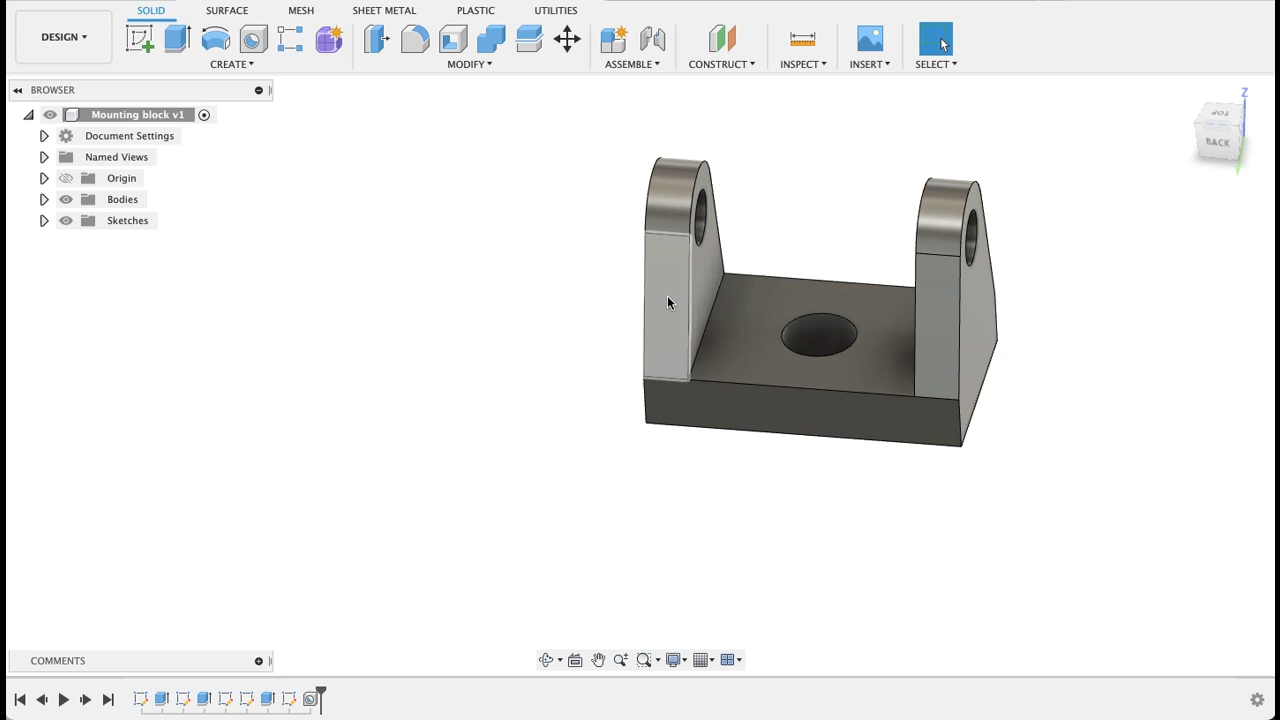 SOLID SURFACE MESH SHEET METAL PLASTIC UTILITIES
DESIGN
CREATE MODIFY ASSEMBLE CONSTRUCT INSPECT INSERT SELECT
BROWSER
Mounting block v1
Document Settings
Named Views
Origin
Bodies
Sketches
Z
TOP
BACK
COMMENTS